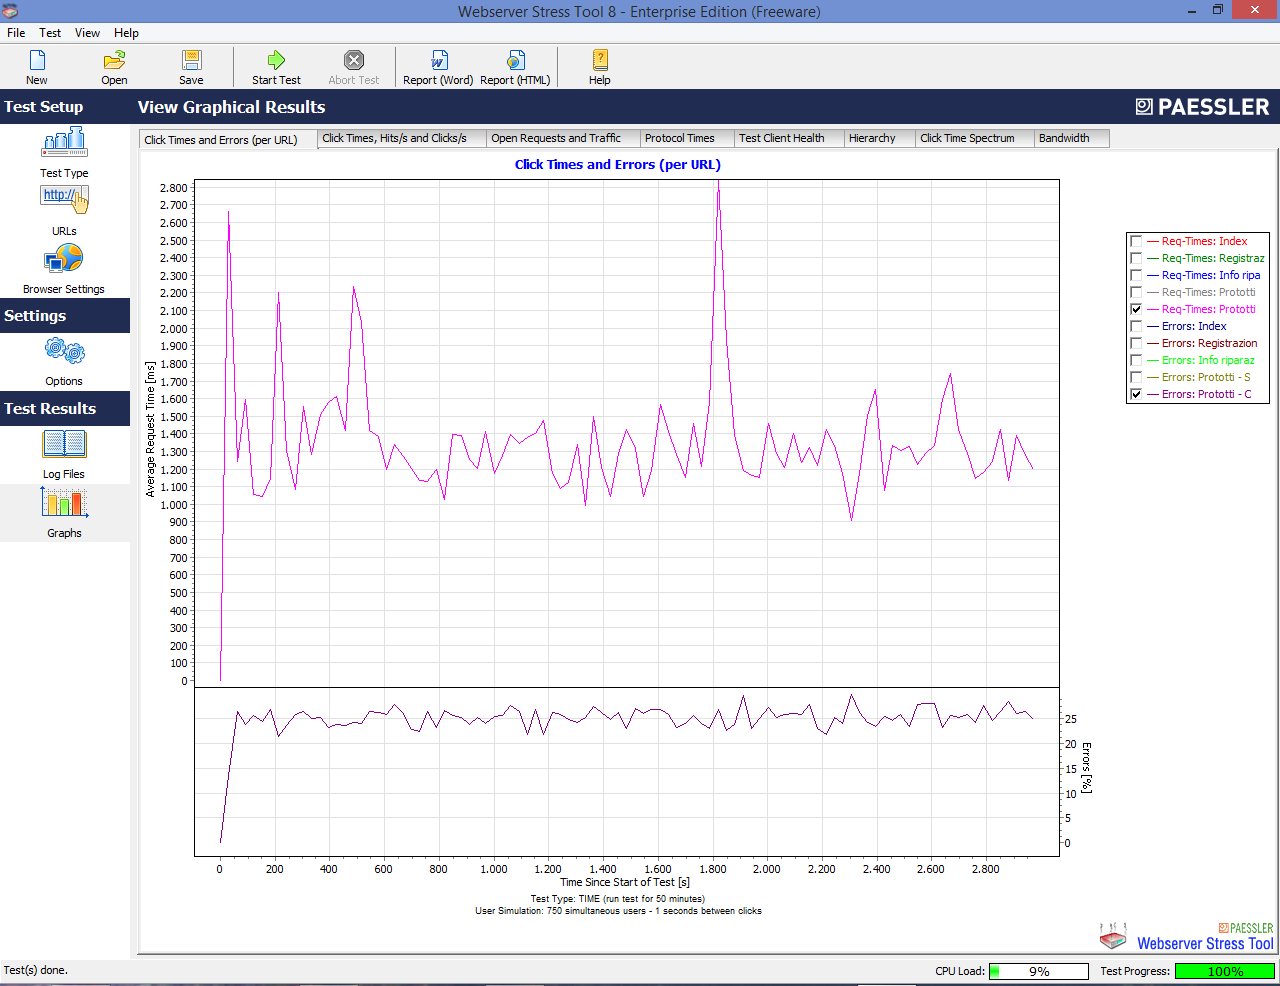 Webserver Stress Tool 8 - Enterprise Edition (Freeware)
File Test View Help
New Open Save Start Test Abort Test Report (Word) Report (HTML) Help
Test Setup
View Graphical Results
PAESSLER
Test Type
http://
URLs
Browser Settings
Settings
Options
Test Results
Log Files
Graphs
Click Times and Errors (per URL) Click Times, Hits/s and Clicks/s Open Requests and Traffic Protocol Times Test Client Health Hierarchy Click Time Spectrum Bandwidth
Click Times and Errors (per URL)
2.800
2.700
2.600
2.500
2.400
2.300
2.200
2.100
2.000
1.900
1.800
1.700
1.600
1.500
1.400
1.300
1.200
1.100
1.000
900
800
700
600
500
400
300
200
100
0
Average Request Time [ms]
25
20
15
10
5
0
Errors [%]
0 200 400 600 800 1.000 1.200 1.400 1.600 1.800 2.000 2.200 2.400 2.600 2.800
Time Since Start of Test [s]
Test Type: TIME (run test for 50 minutes)
User Simulation: 750 simultaneous users - 1 seconds between clicks
Req-Times: Index
Req-Times: Registraz
Req-Times: Info ripa
Req-Times: Prototti
Req-Times: Prototti
Errors: Index
Errors: Registrazion
Errors: Info riparaz
Errors: Prototti - S
Errors: Prototti - C
PAESSLER
Webserver Stress Tool
Test(s) done.
CPU Load: 9% Test Progress: 100%